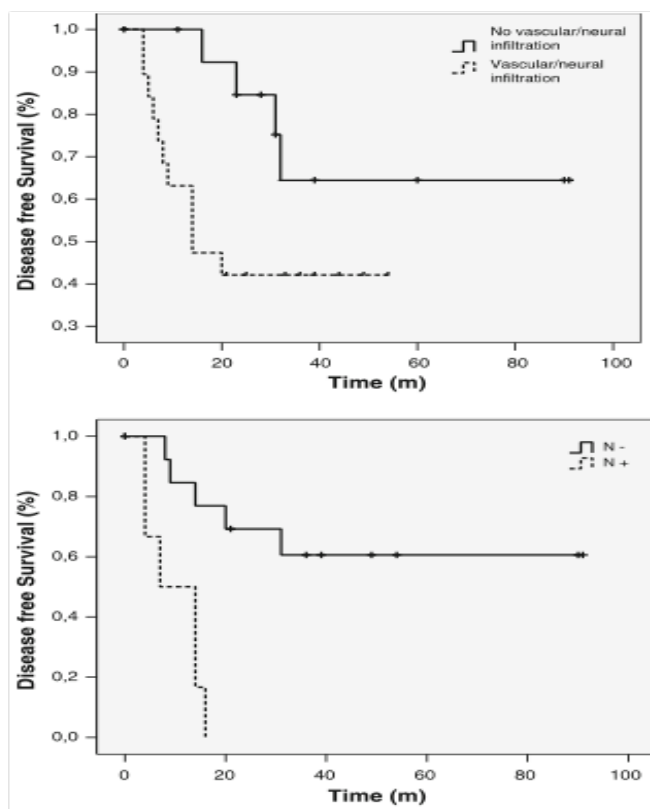 1,0
No vascular/neural
infiltration
Vascular/neural
infiltration
0,9
0,8
0,7
0,6
0,5
0,4
0,3
Disease free Survival (%)
0 20 40 60 80 100
Time (m)
N -
N +
1,0
0,8
0,6
0,4
0,2
0,0
Disease free Survival (%)
0 20 40 60 80 100
Time (m)